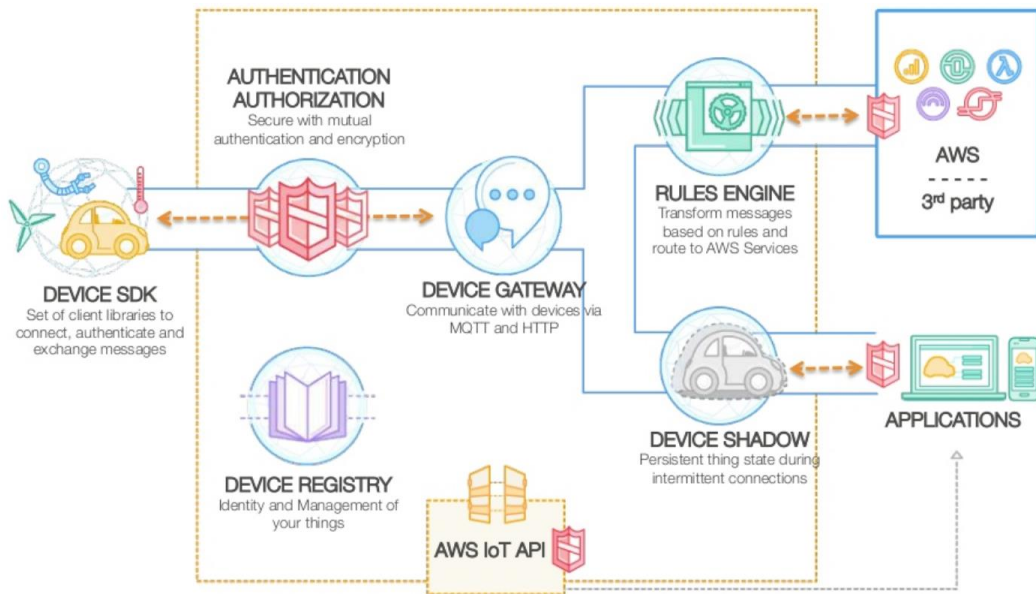 AUTHENTICATION
AUTHORIZATION
Secure with mutual
authentication and encryption
DEVICE SDK
Set of client libraries to
connect, authenticate and
exchange messages
DEVICE GATEWAY
Communicate with devices via
MQTT and HTTP
RULES ENGINE
Transform messages
based on rules and
route to AWS Services
AWS
3rd party
DEVICE SHADOW
Persistent thing state during
intermittent connections
APPLICATIONS
DEVICE REGISTRY
Identity and Management of
your things
AWS IoT API